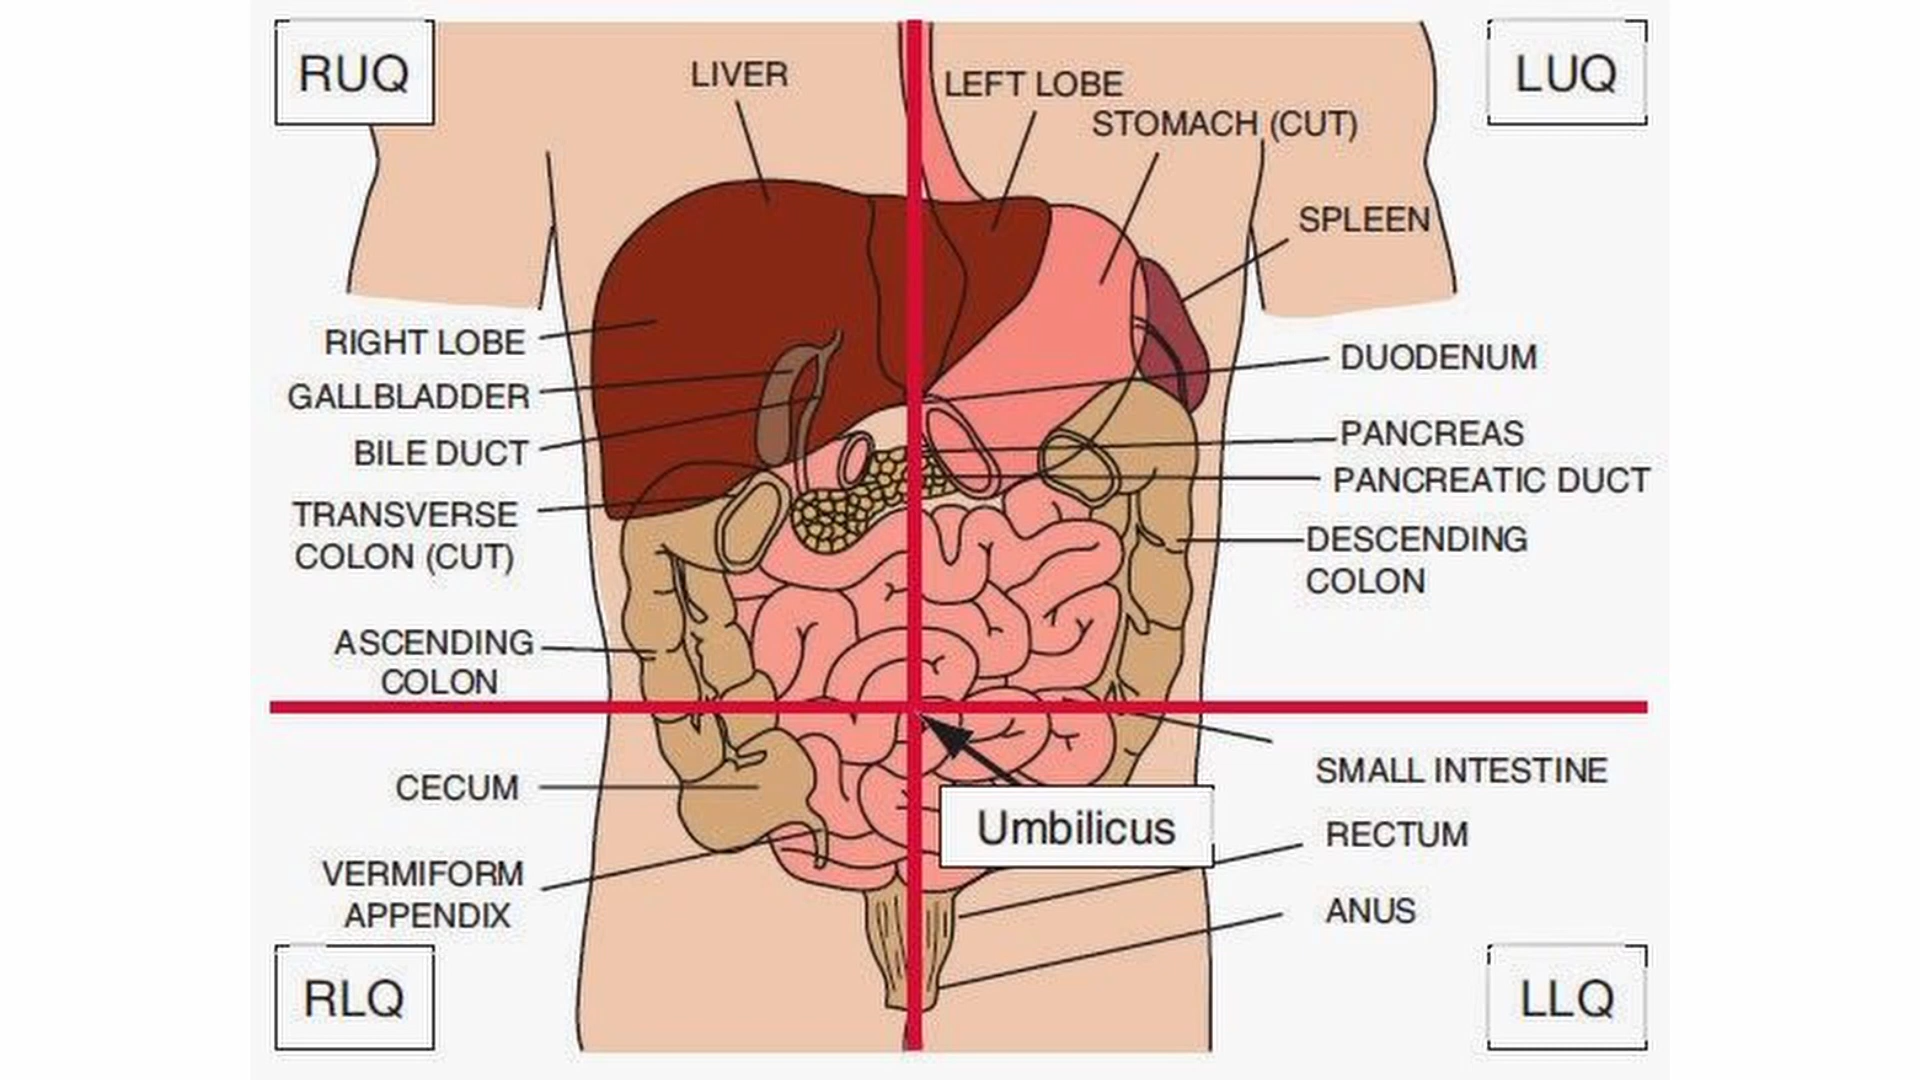 RUQ
LUQ
LIVER
LEFT LOBE
STOMACH (CUT)
SPLEEN
RIGHT LOBE
GALLBLADDER
BILE DUCT
TRANSVERSE
COLON (CUT)
ASCENDING
COLON
CECUM
VERMIFORM
APPENDIX
DUODENUM
PANCREAS
PANCREATIC DUCT
DESCENDING
COLON
SMALL INTESTINE
Umbilicus
RECTUM
ANUS
RLQ
LLQ